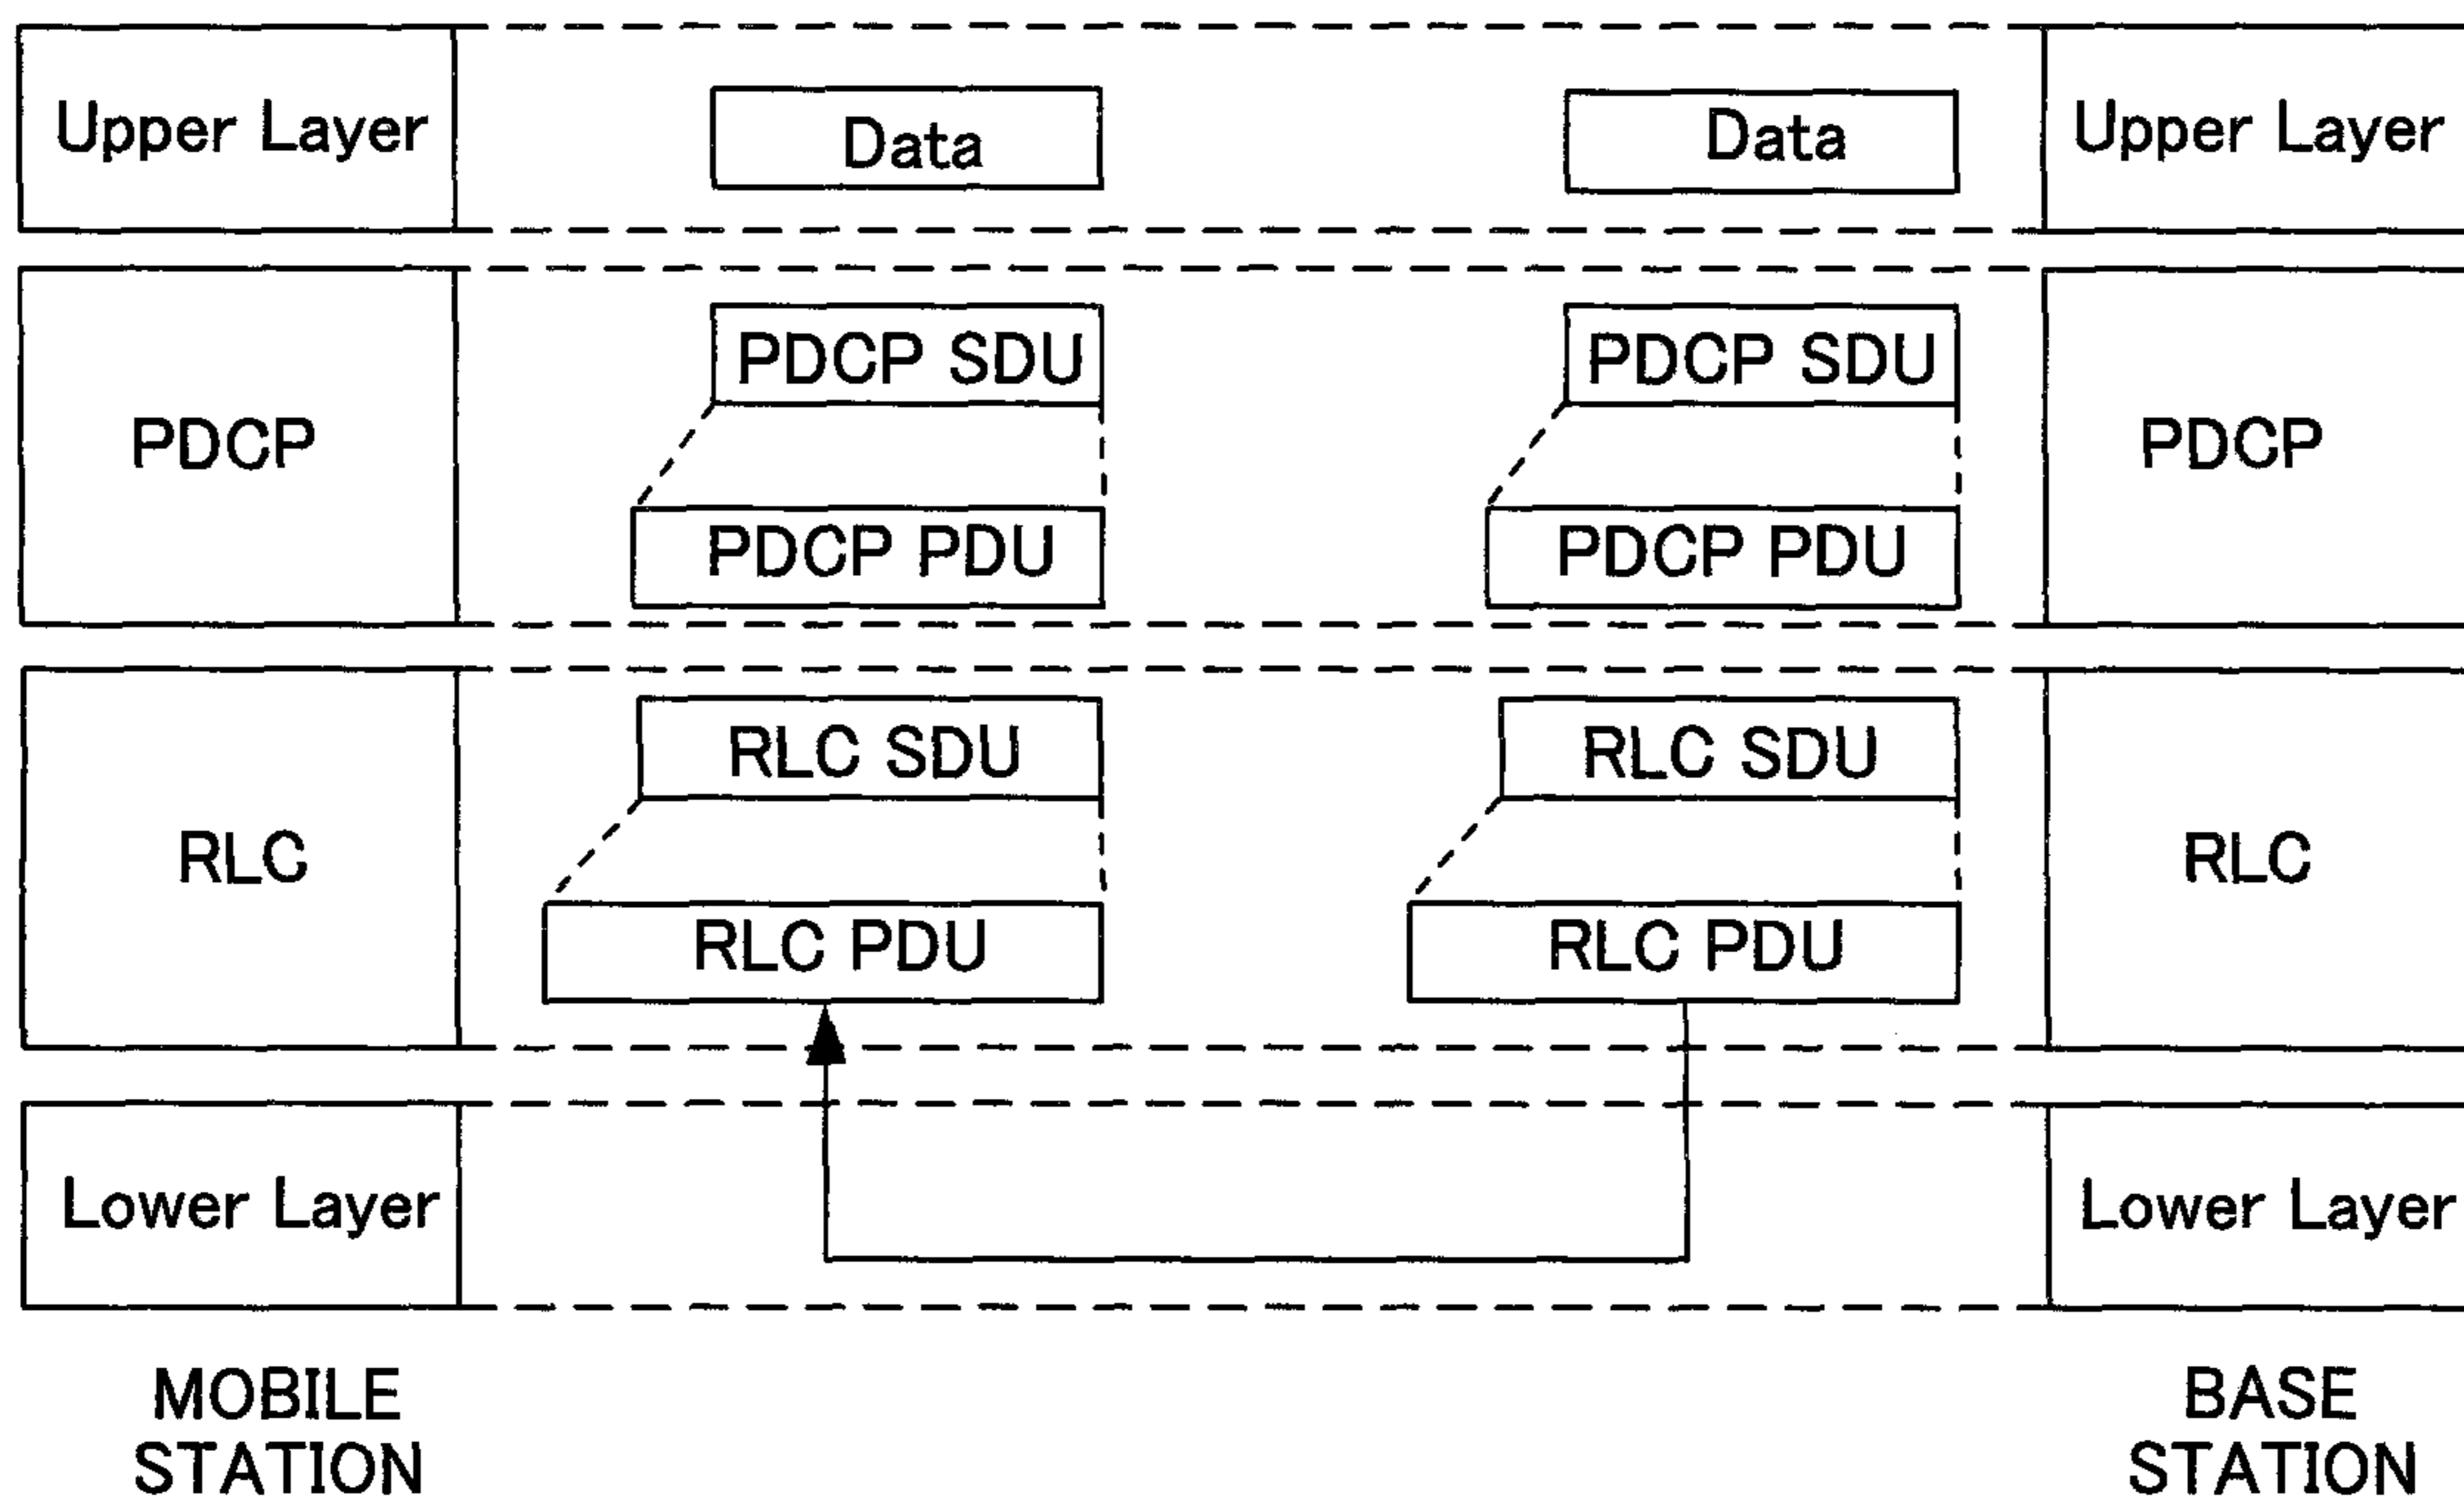 Upper Layer
Data
Data
Upper Layer
PDCP
PDCP SDU
PDCP PDU
PDCP SDU
PDCP PDU
PDCP
RLC
RLC SDU
RLC PDU
RLC SDU
RLC PDU
RLC
Lower Layer
Lower Layer
MOBILE
STATION
BASE
STATION